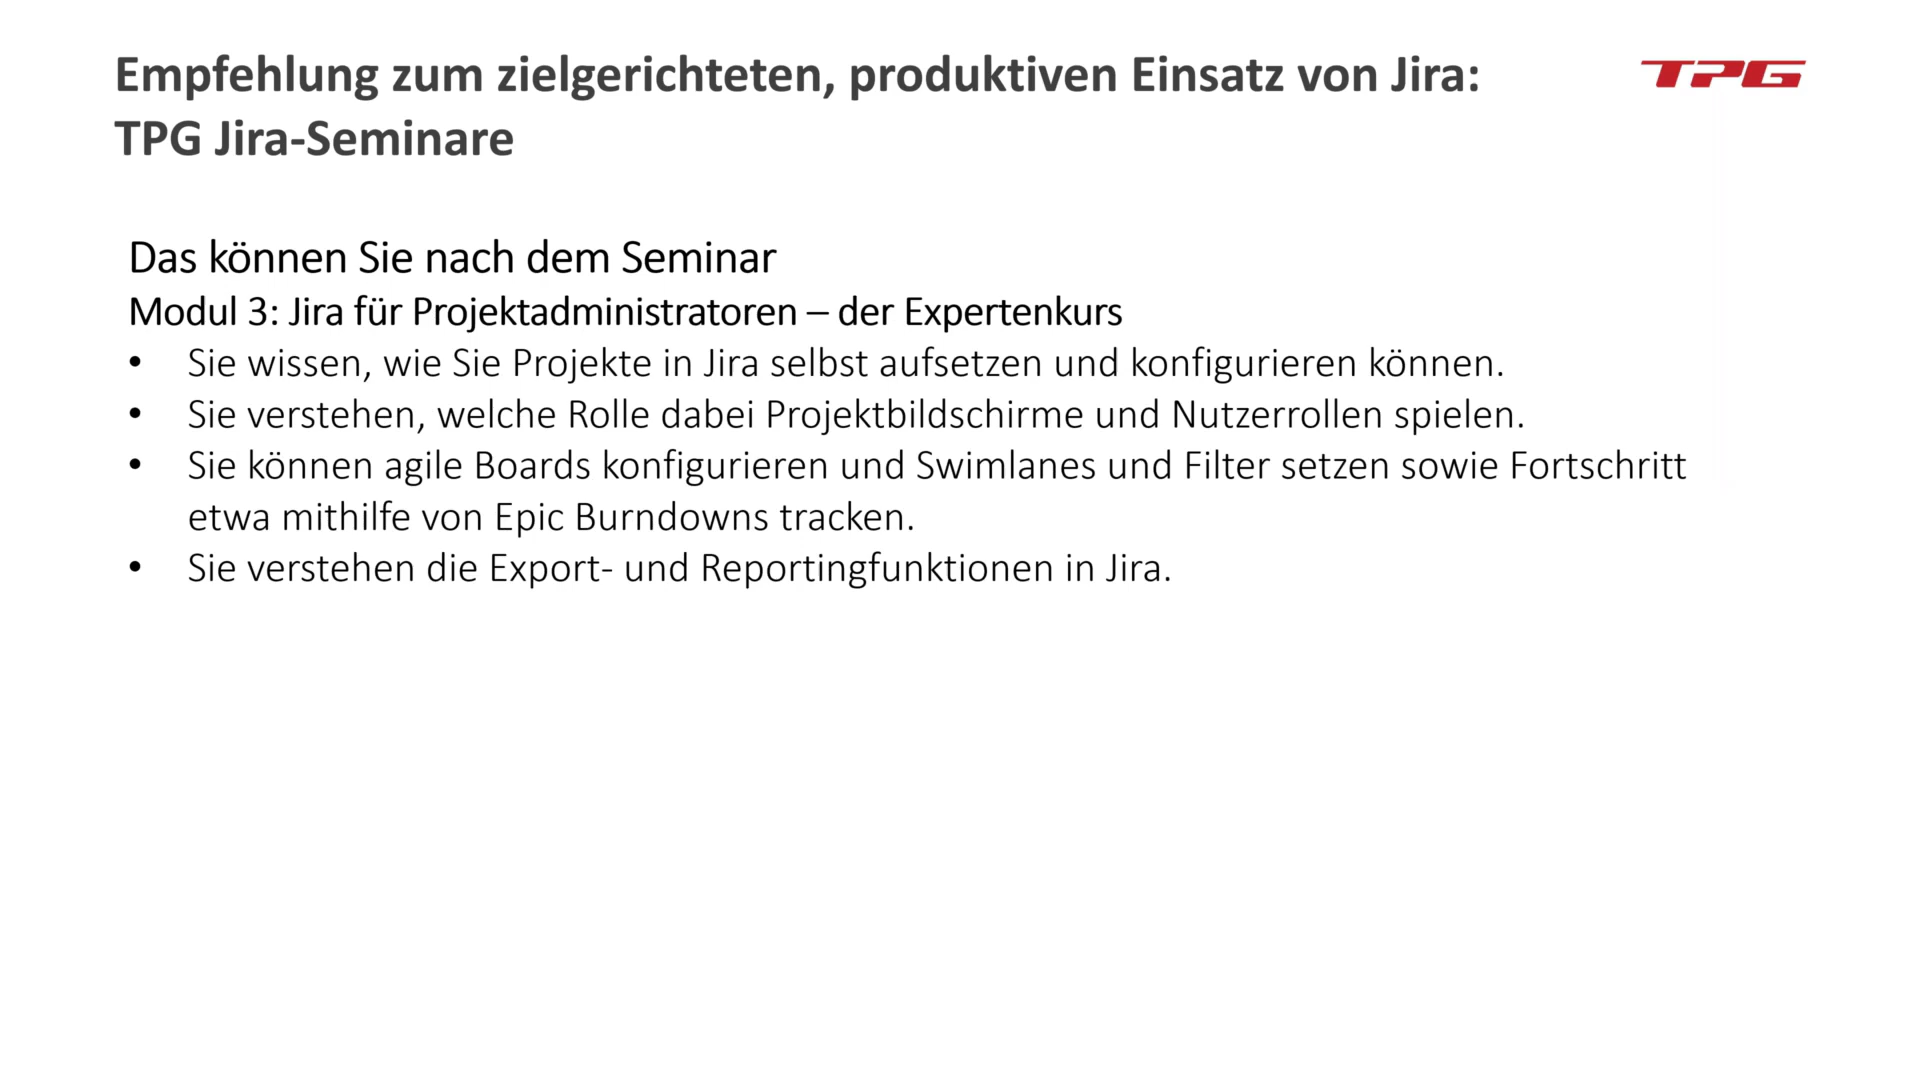 Empfehlung zum zielgerichteten, produktiven Einsatz von Jira:
TPG
TPG Jira-Seminare
Das können Sie nach dem Seminar
Modul 3: Jira für Projektadministratoren – der Expertenkurs
• Sie wissen, wie Sie Projekte in Jira selbst aufsetzen und konfigurieren können.
• Sie verstehen, welche Rolle dabei Projektbildschirme und Nutzerrollen spielen.
• Sie können agile Boards konfigurieren und Swimlanes und Filter setzen sowie Fortschritt
etwa mithilfe von Epic Burndowns tracken.
• Sie verstehen die Export- und Reportingfunktionen in Jira.